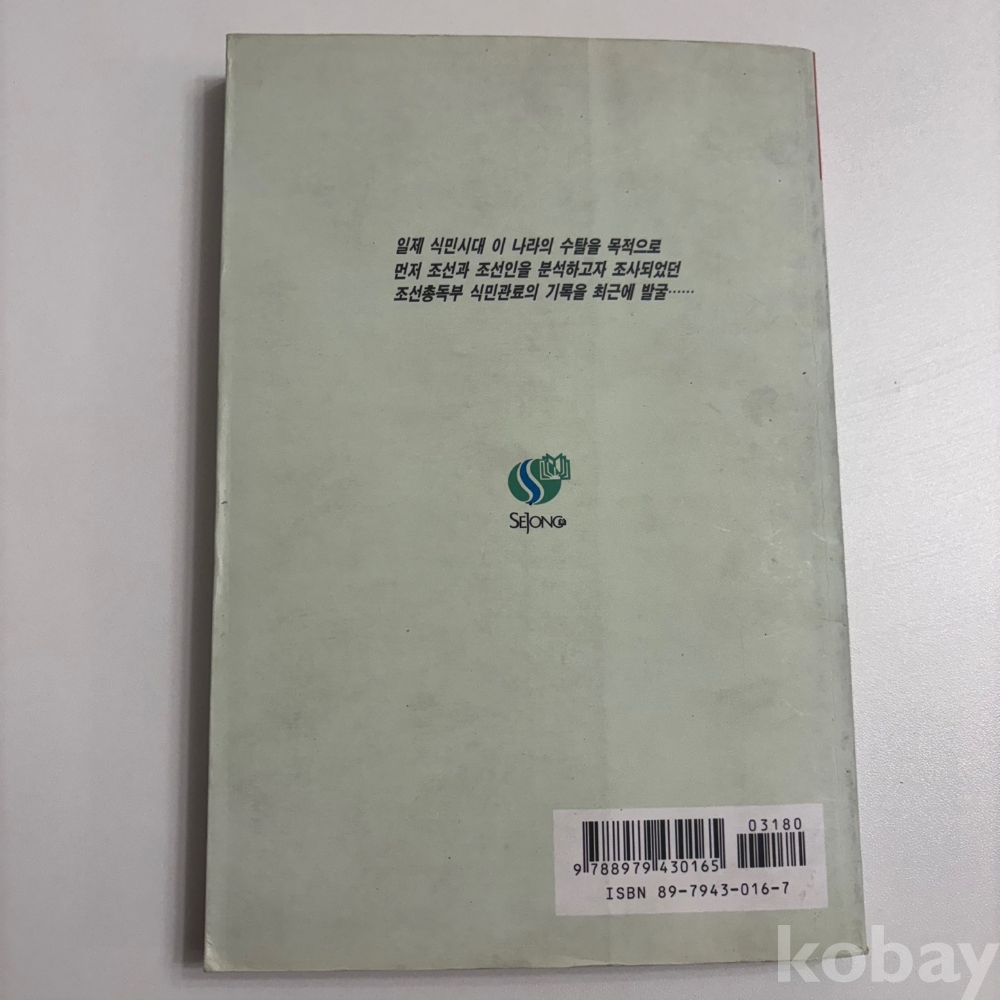 일제 식민시대 이 나라의 수탈을 목적으로
먼저 조선과 조선인을 분석하고자 조사되었던
조선총독부 식민관료의 기록을 최근에 발굴……
SEJONG
03180
9 788979 430165
ISBN 89-7943-016-7
kobay